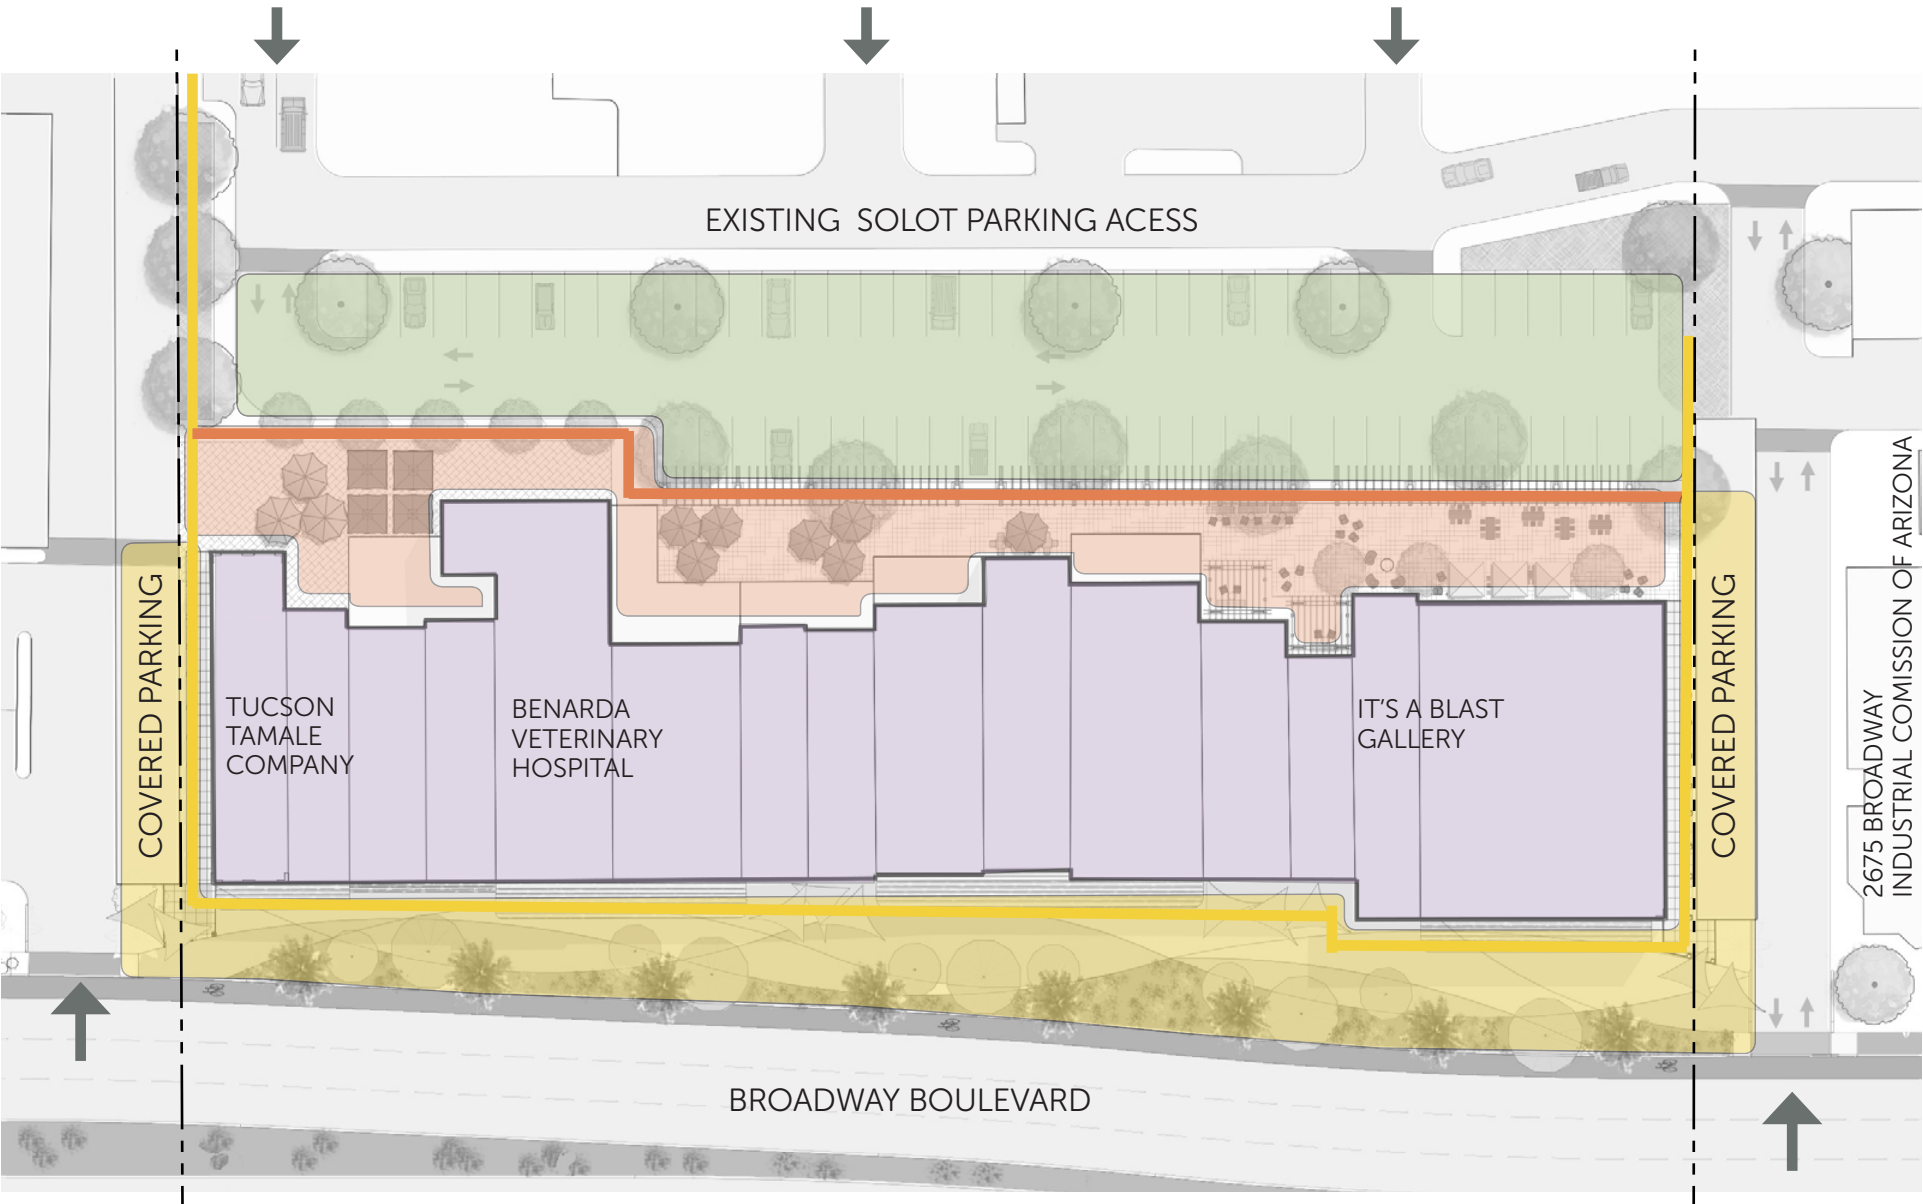 EXISTING SOLOT PARKING ACESS
COVERED PARKING
TUCSON
TAMALE
COMPANY
BENARDA
VETERINARY
HOSPITAL
IT'S A BLAST
GALLERY
COVERED PARKING
2675 BROADWAY
INDUSTRIAL COMISSION OF ARIZONA
BROADWAY BOULEVARD